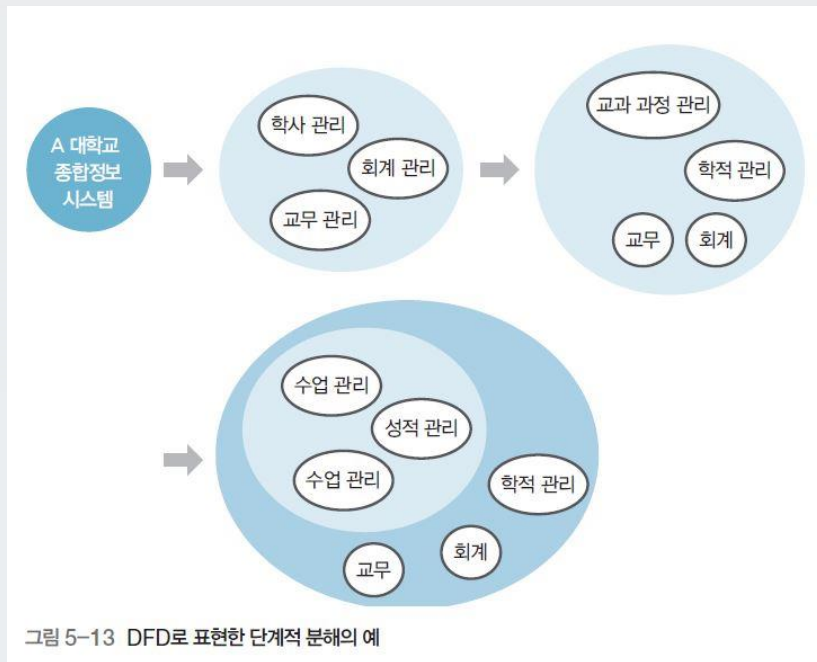 A 대학교
종합정보
시스템
학사 관리
회계 관리
교무 관리
교과 과정 관리
학적 관리
교무
회계
수업 관리
성적 관리
수업 관리
학적 관리
회계
교무
그림 5-13 DFD로 표현한 단계적 분해의 예